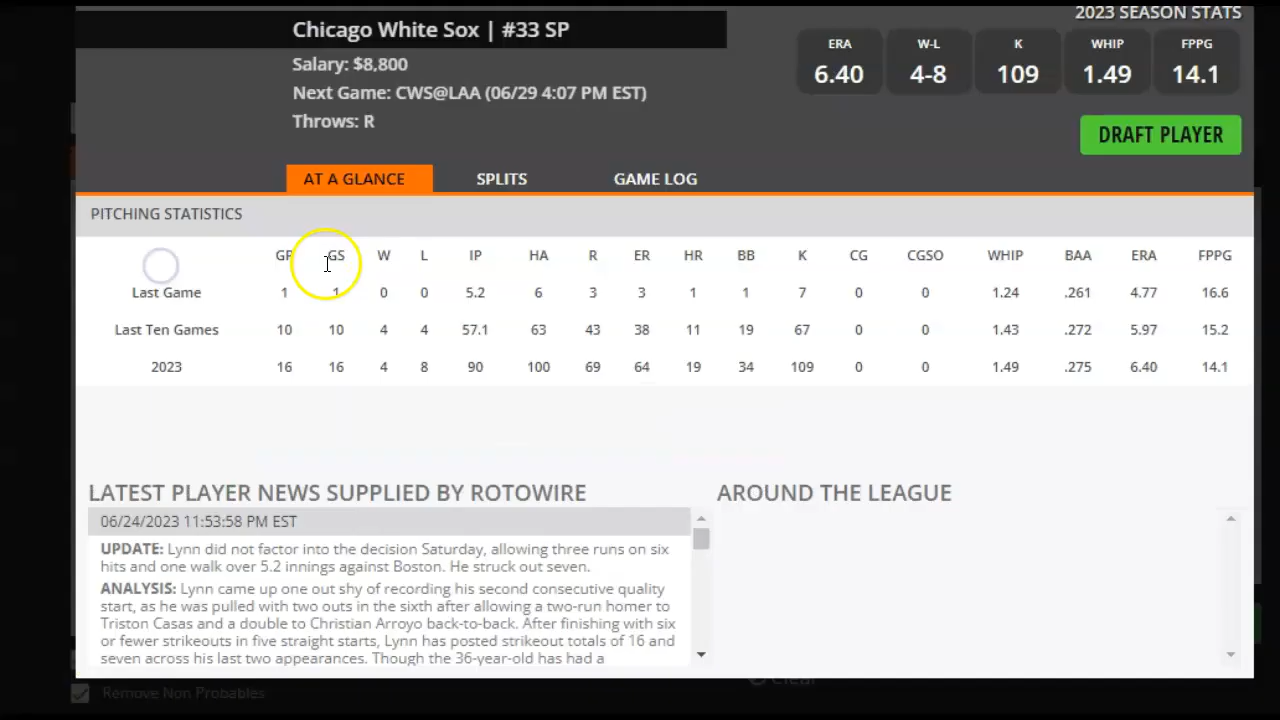 2023 SEASON STATS
Chicago White Sox | #33 SP
Salary: $8,800
Next Game: CWS@LAA (06/29 4:07 PM EST)
Throws: R
ERA W-L K WHIP FPPG
6.40 4-8 109 1.49 14.1
DRAFT PLAYER
AT A GLANCE SPLITS GAME LOG
PITCHING STATISTICS
GP GS W L IP HA R ER HR BB K CG CGSO WHIP BAA ERA FPPG
Last Game 1 1 0 0 5.2 6 3 3 1 1 7 0 0 1.24 .261 4.77 16.6
Last Ten Games 10 10 4 4 57.1 63 43 38 11 19 67 0 0 1.43 .272 5.97 15.2
2023 16 16 4 8 90 100 69 64 19 34 109 0 0 1.49 .275 6.40 14.1
LATEST PLAYER NEWS SUPPLIED BY ROTOWIRE
06/24/2023 11:53:58 PM EST
UPDATE: Lynn did not factor into the decision Saturday, allowing three runs on six
hits and one walk over 5.2 innings against Boston. He struck out seven.
ANALYSIS: Lynn came up one out shy of recording his second consecutive quality
start, as he was pulled with two outs in the sixth after allowing a two-run homer to
Triston Casas and a double to Christian Arroyo back-to-back. After finishing with six
or fewer strikeouts in five straight starts, Lynn has posted strikeout totals of 16 and
seven across his last two appearances. Though the 36-year-old has had a
AROUND THE LEAGUE
Remove Non Probables
Clear